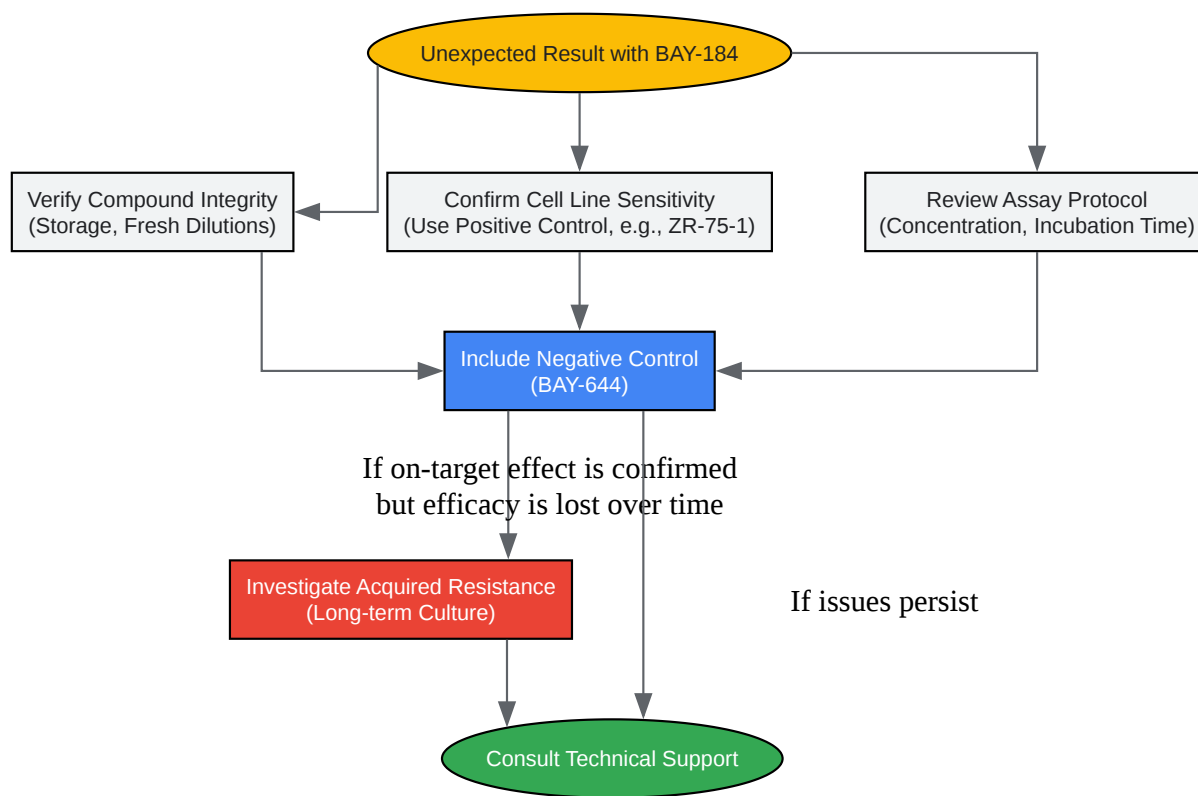 Unexpected Result with BAY-184
Verify Compound Integrity
(Storage, Fresh Dilutions)
Confirm Cell Line Sensitivity
(Use Positive Control, e.g., ZR-75-1)
Review Assay Protocol
(Concentration, Incubation Time)
Include Negative Control
(BAY-644)
If on-target effect is confirmed
but efficacy is lost over time
Investigate Acquired Resistance
(Long-term Culture)
If issues persist
Consult Technical Support